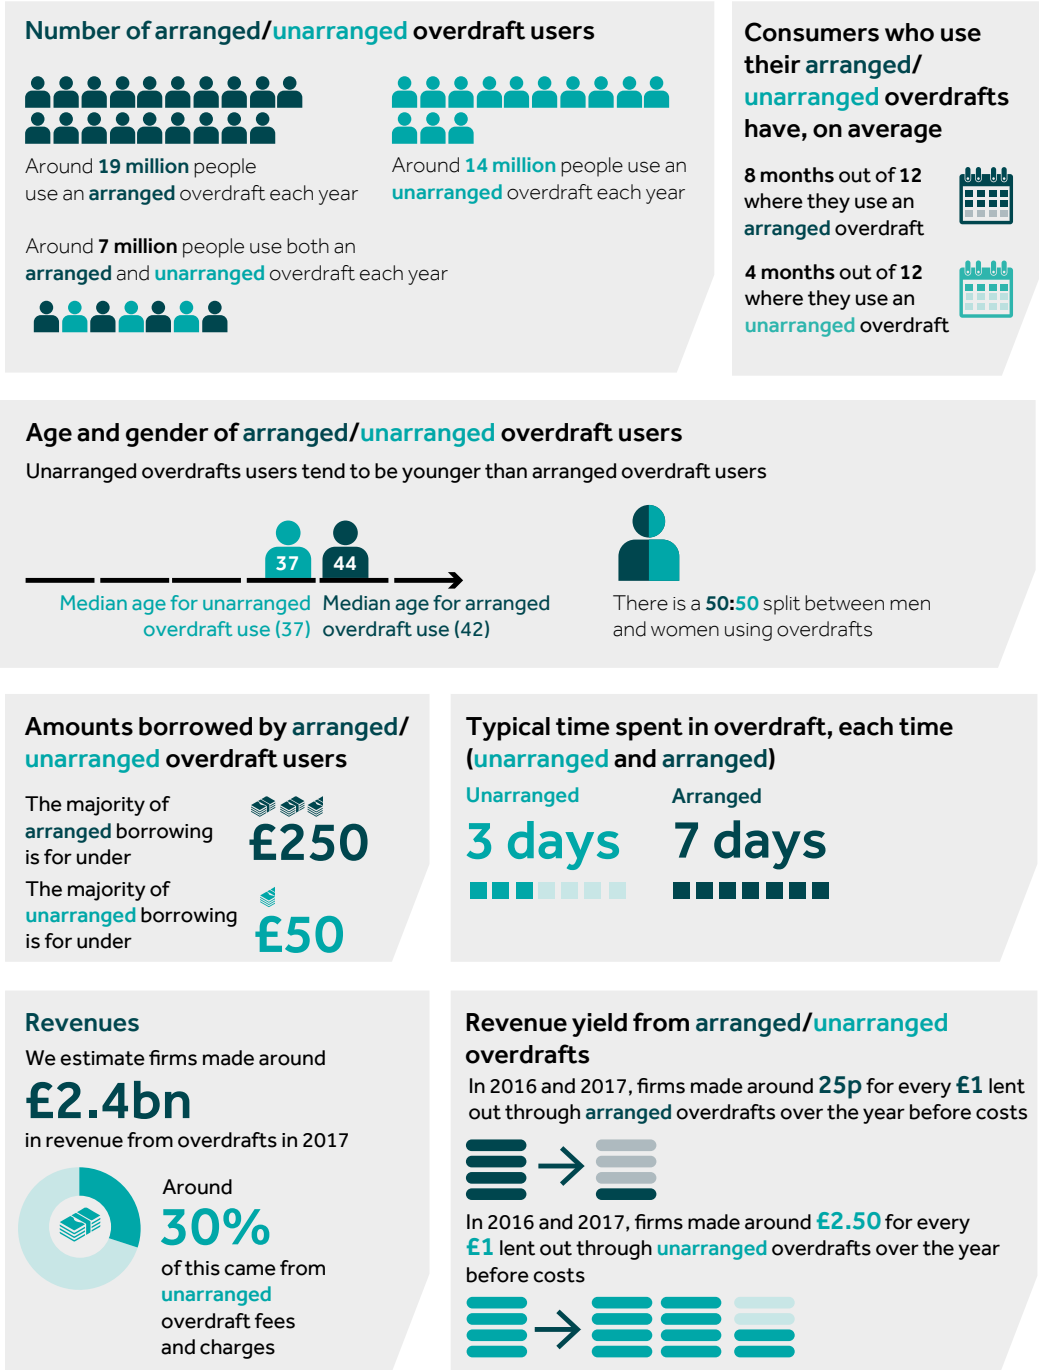 Number of arranged/unarranged overdraft users
Around 19 million people
use an arranged overdraft each year
Around 14 million people use an
unarranged overdraft each year
Around 7 million people use both an
arranged and unarranged overdraft each year
Consumers who use
their arranged/
unarranged overdrafts
have, on average
8 months out of 12
where they use an
arranged overdraft
4 months out of 12
where they use an
unarranged overdraft
Age and gender of arranged/unarranged overdraft users
Unarranged overdrafts users tend to be younger than arranged overdraft users
37
44
Median age for unarranged
overdraft use (37)
Median age for arranged
overdraft use (42)
There is a 50:50 split between men
and women using overdrafts
Amounts borrowed by arranged/
unarranged overdraft users
The majority of
arranged borrowing
is for under
£250
The majority of
unarranged borrowing
is for under
£50
Typical time spent in overdraft, each time
(unarranged and arranged)
Unarranged
3 days
Arranged
7 days
Revenues
We estimate firms made around
£2.4bn
in revenue from overdrafts in 2017
Around
30%
of this came from
unarranged
overdraft fees
and charges
Revenue yield from arranged/unarranged
overdrafts
In 2016 and 2017, firms made around 25p for every £1 lent
out through arranged overdrafts over the year before costs
In 2016 and 2017, firms made around £2.50 for every
£1 lent out through unarranged overdrafts over the year
before costs